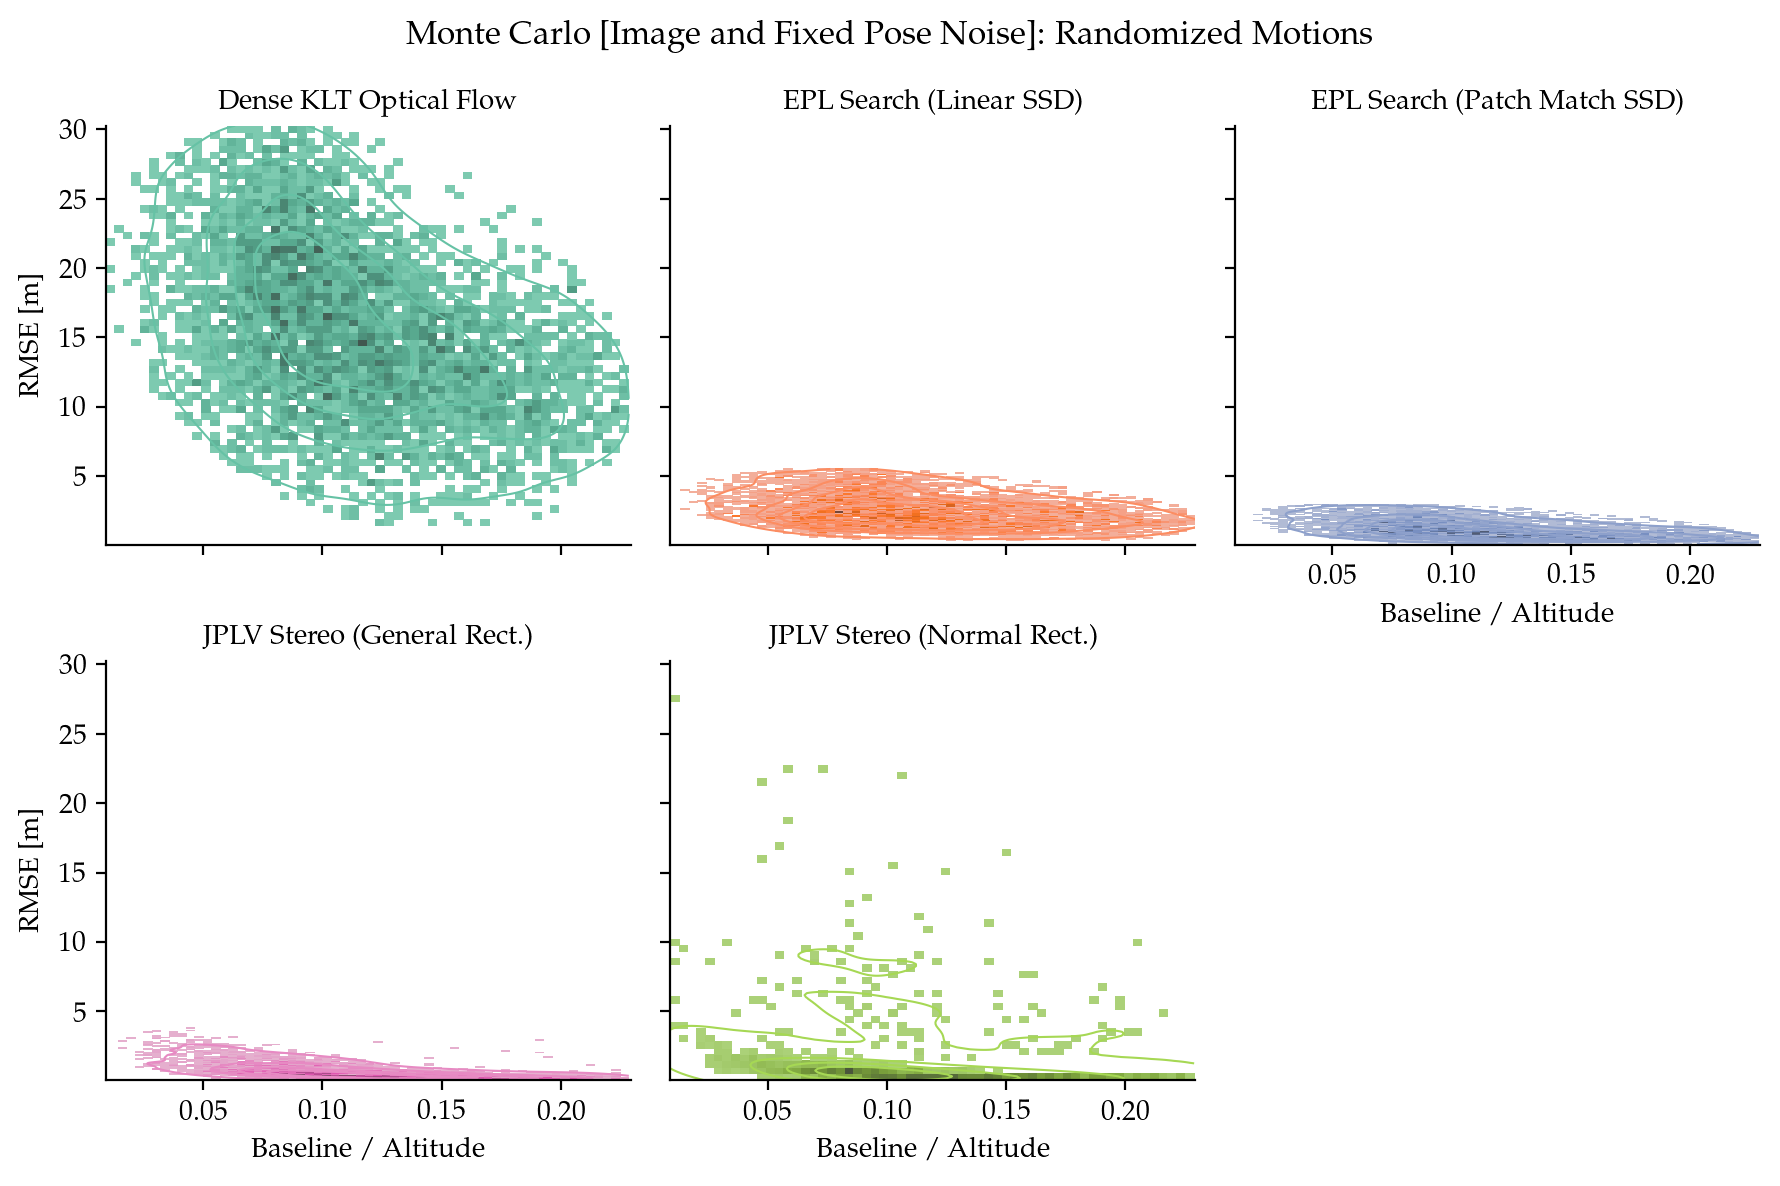 Monte Carlo [Image and Fixed Pose Noise]: Randomized Motions
Dense KLT Optical Flow
EPL Search (Linear SSD)
EPL Search (Patch Match SSD)
30
25
20
15
10
5
RMSE [m]
0.05 0.10 0.15 0.20
Baseline / Altitude
JPLV Stereo (General Rect.)
JPLV Stereo (Normal Rect.)
30
25
20
15
10
5
RMSE [m]
0.05 0.10 0.15 0.20
Baseline / Altitude
0.05 0.10 0.15 0.20
Baseline / Altitude